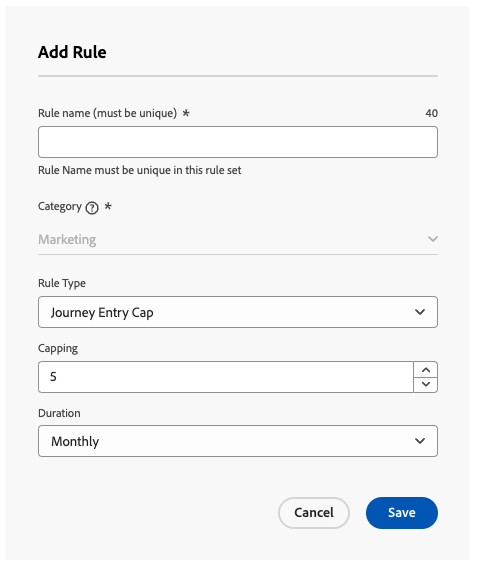 Add Rule
Rule name (must be unique) *
40
Rule Name must be unique in this rule set
Category ? *
Marketing
Rule Type
Journey Entry Cap
Capping
5
Duration
Monthly
Cancel Save